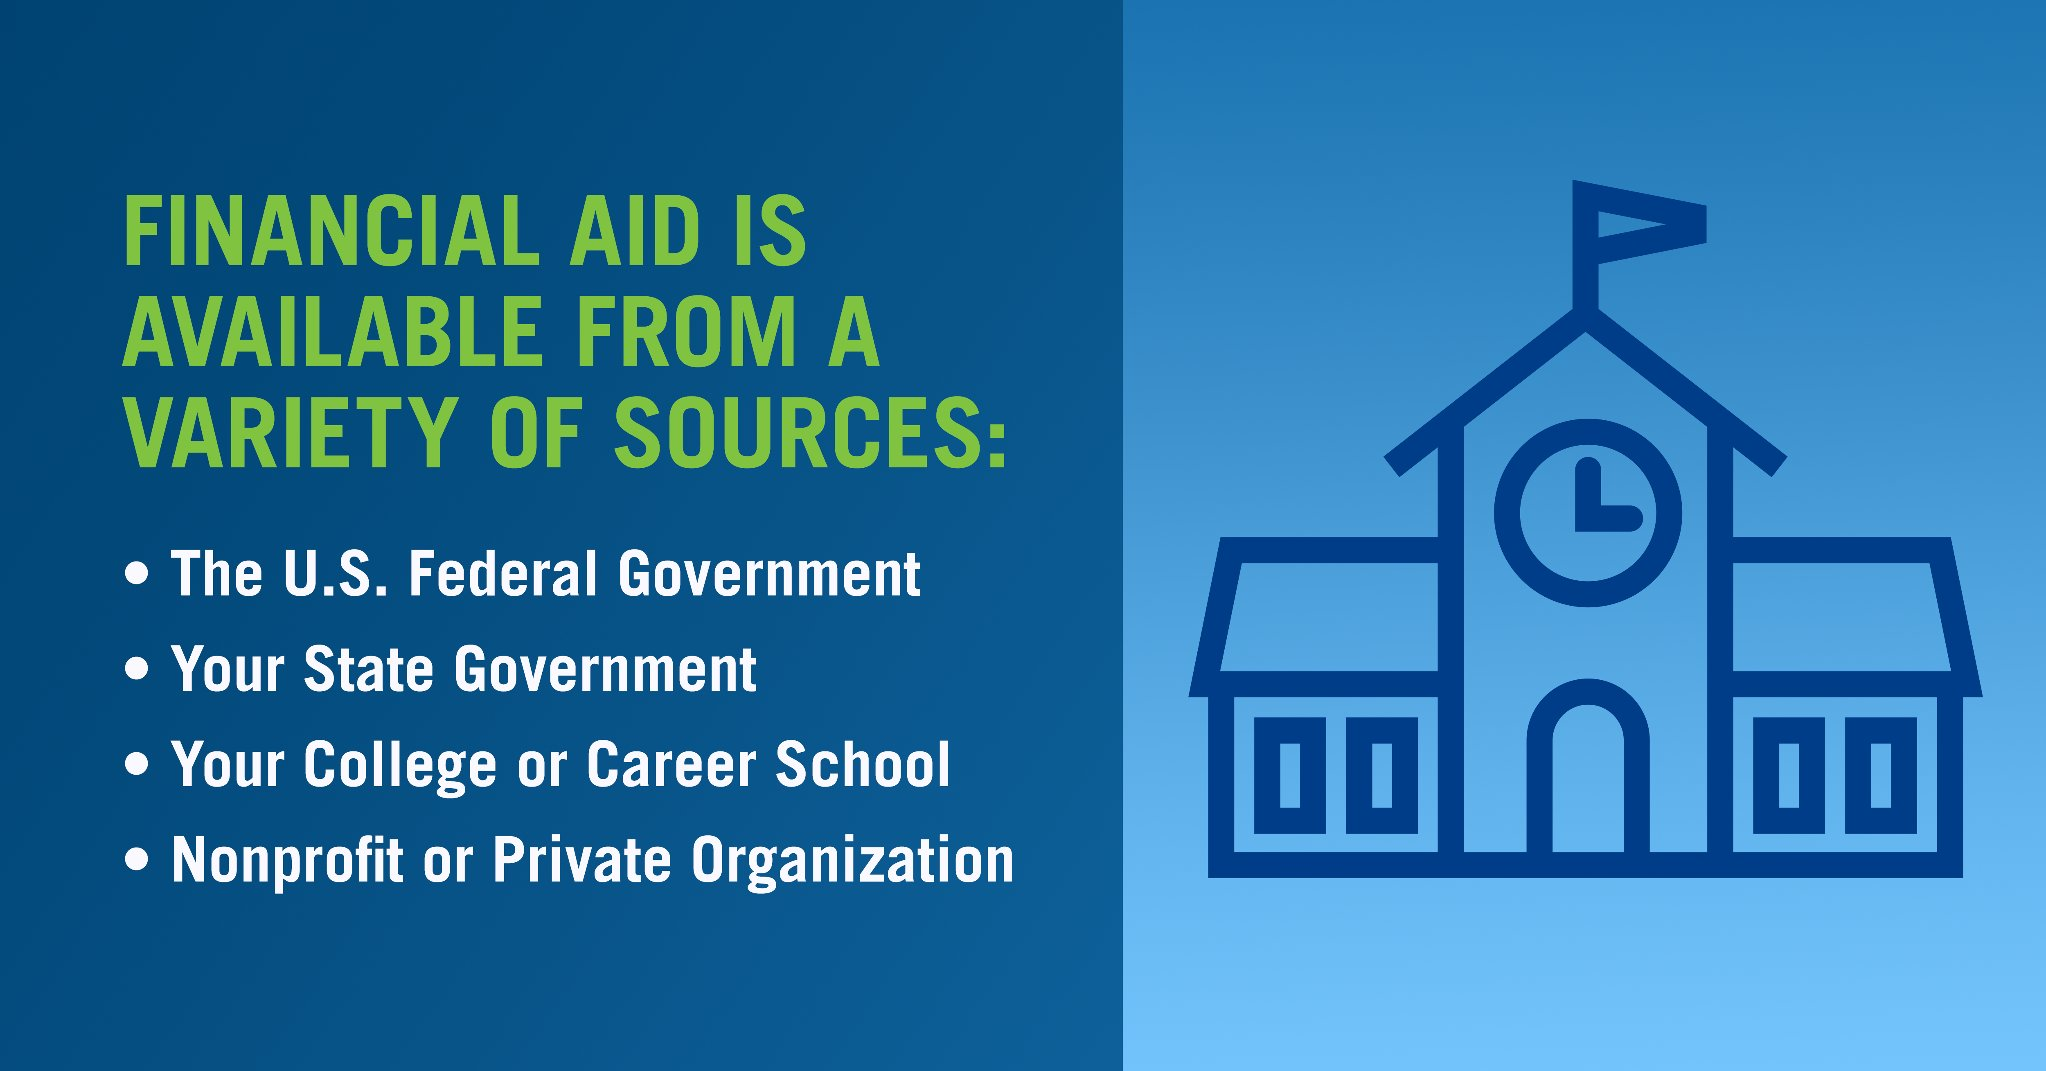 FINANCIAL AID IS
AVAILABLE FROM A
VARIETY OF SOURCES:
• The U.S. Federal Government
• Your State Government
• Your College or Career School
• Nonprofit or Private Organization